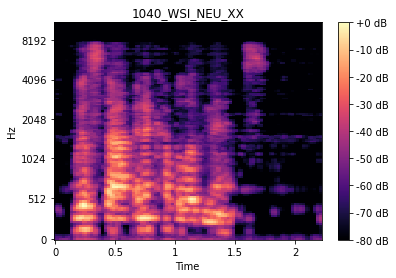 1040_WSI_NEU_XX
+0 dB
8192
-10 dB
4096
-20 dB
-30 dB
2048
Hz
-40 dB
1024
-50 dB
512
-60 dB
-70 dB
0
-80 dB
0 0.5 1 1.5 2
Time